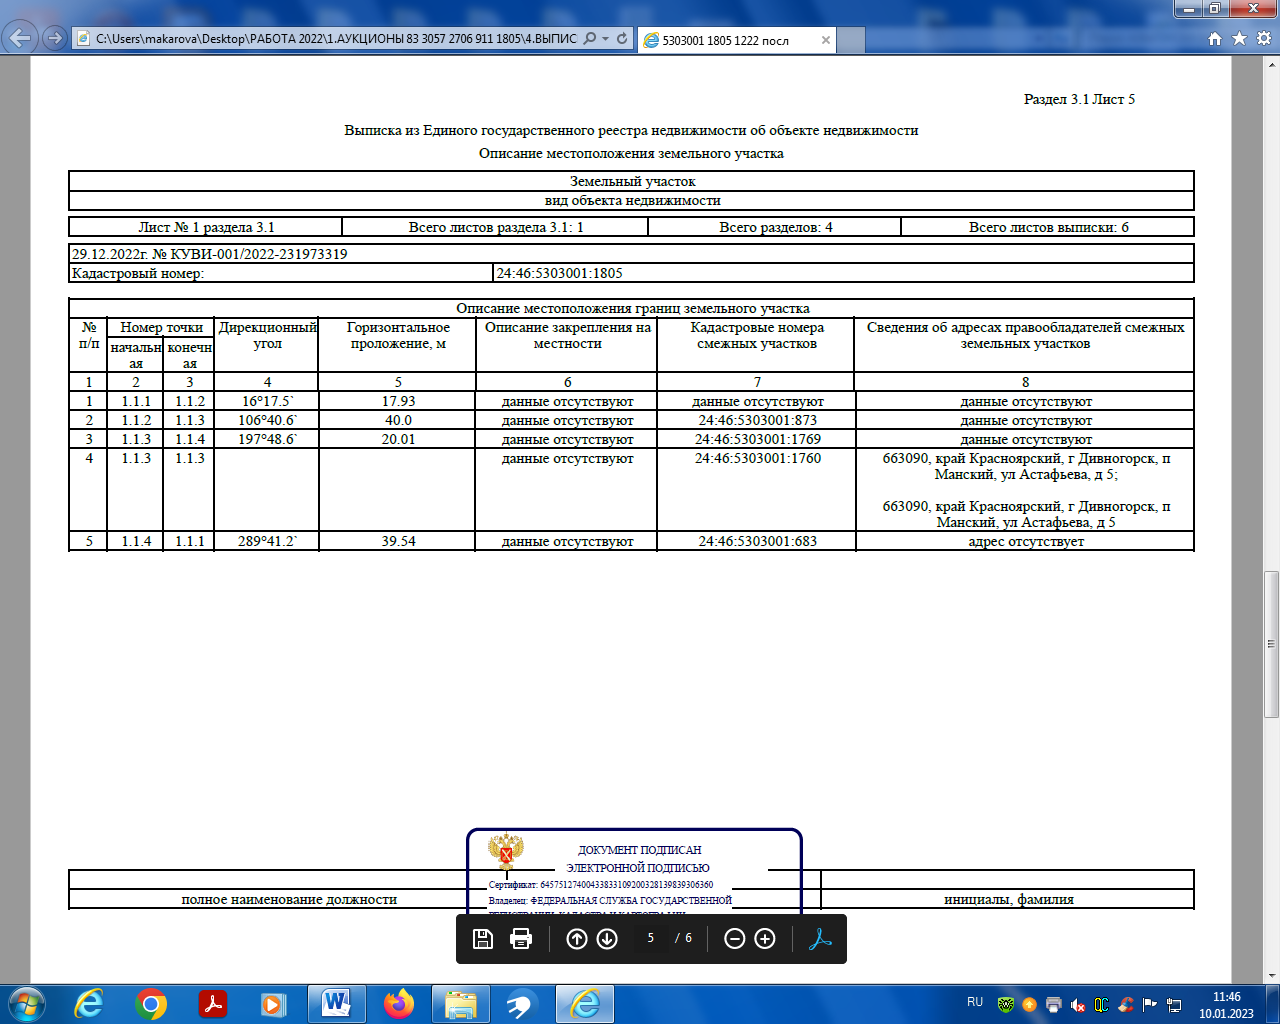 C:\Users\makarova\Desktop\РАБОТА 2022\1.АУКЦИОНЫ 83 3057 2706 911 1805\4.ВЫПИС
5303001 1805 1222 посл
Раздел 3.1 Лист 5
Выписка из Единого государственного реестра недвижимости об объекте недвижимости
Описание местоположения земельного участка
Земельный участок
вид объекта недвижимости
Лист № 1 раздела 3.1 Всего листов раздела 3.1: 1 Всего разделов: 4 Всего листов выписки: 6
29.12.2022г. № КУВИ-001/2022-231973319
Кадастровый номер: 24:46:5303001:1805
Описание местоположения границ земельного участка
№ Номер точки Дирекционный Горизонтальное Описание закрепления на Кадастровые номера Сведения об адресах правообладателей смежных
п/п начальн конечн угол проложение, м местности смежных участков земельных участков
ая ая
1 2 3 4 5 6 7 8
1 1.1.1 1.1.2 16°17.5` 17.93 данные отсутствуют данные отсутствуют данные отсутствуют
2 1.1.2 1.1.3 106°40.6` 40.0 данные отсутствуют 24:46:5303001:873 данные отсутствуют
3 1.1.3 1.1.4 197°48.6` 20.01 данные отсутствуют 24:46:5303001:1769 данные отсутствуют
4 1.1.3 1.1.3 данные отсутствуют 24:46:5303001:1760 663090, край Красноярский, г Дивногорск, п
Манский, ул Астафьева, д 5;
663090, край Красноярский, г Дивногорск, п
Манский, ул Астафьева, д 5
5 1.1.4 1.1.1 289°41.2` 39.54 данные отсутствуют 24:46:5303001:683 адрес отсутствует
ДОКУМЕНТ ПОДПИСАН
ЭЛЕКТРОННОЙ ПОДПИСЬЮ
Сертификат: 64575127400433833109200328139839306360
Владелец: ФЕДЕРАЛЬНАЯ СЛУЖБА ГОСУДАРСТВЕННОЙ
РЕГИСТРАЦИИ, КАДАСТРА И КАРТОГРАФИИ
полное наименование должности инициалы, фамилия
5 / 6
RU
11:46
10.01.2023